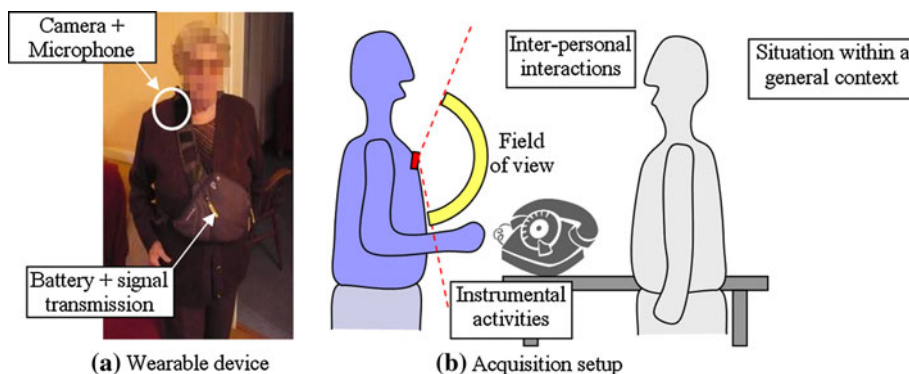 Camera +
Microphone
Battery + signal
transmission
(a) Wearable device
Inter-personal
interactions
Situation within a
general context
Field
of view
Instrumental
activities
(b) Acquisition setup